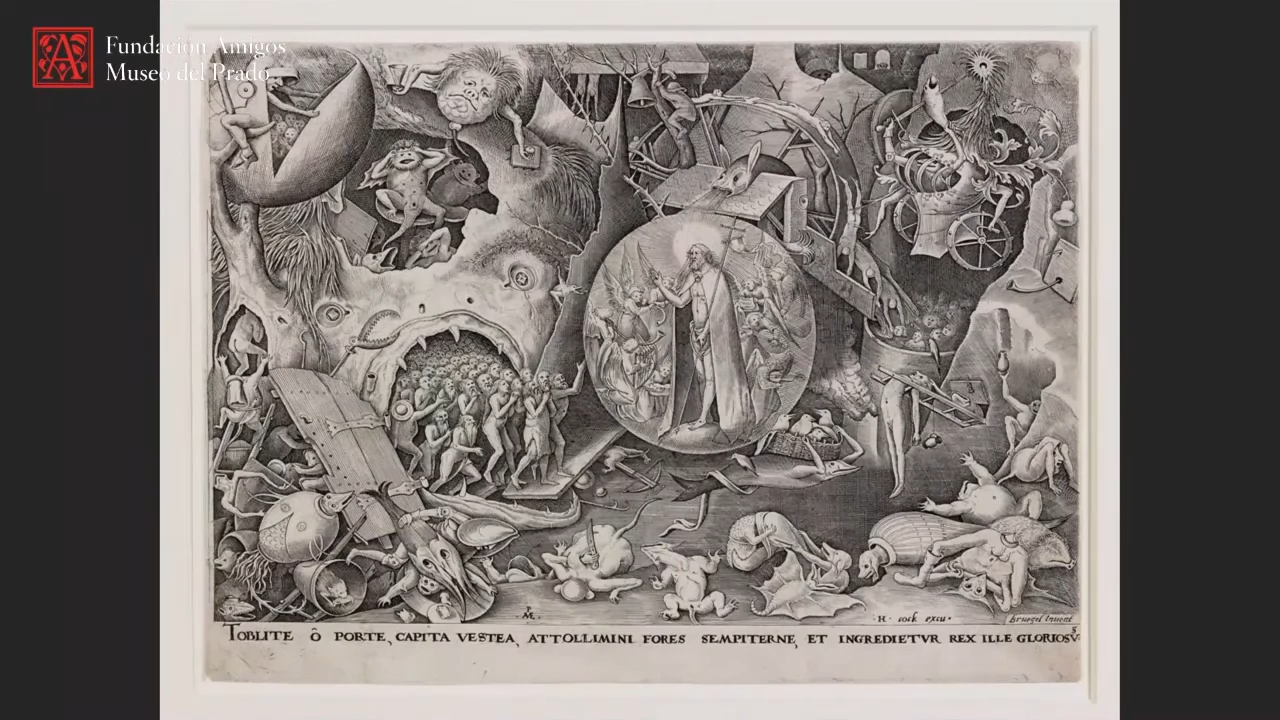 Fundación Amigos
Museo del Prado
·H· cock excu·
bruegel Inuent
TOBLITE Ô PORTE, CAPITA VESTEA, ATTOLLIMINI FORES SEMPITERNE, ET INGREDIETVR REX ILLE GLORIOSVS